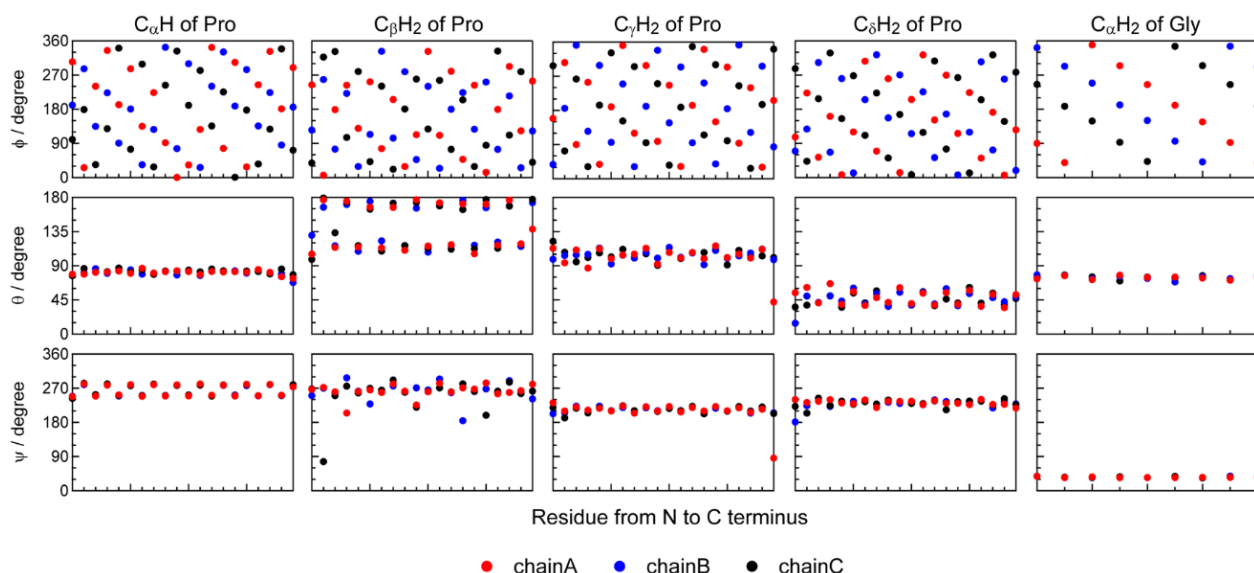 CαH of Pro
CβH2 of Pro
CγH2 of Pro
CδH2 of Pro
CαH2 of Gly
ϕ / degree
360
270
180
90
0
θ / degree
180
135
90
45
0
ψ / degree
360
270
180
90
0
Residue from N to C terminus
chainA
chainB
chainC